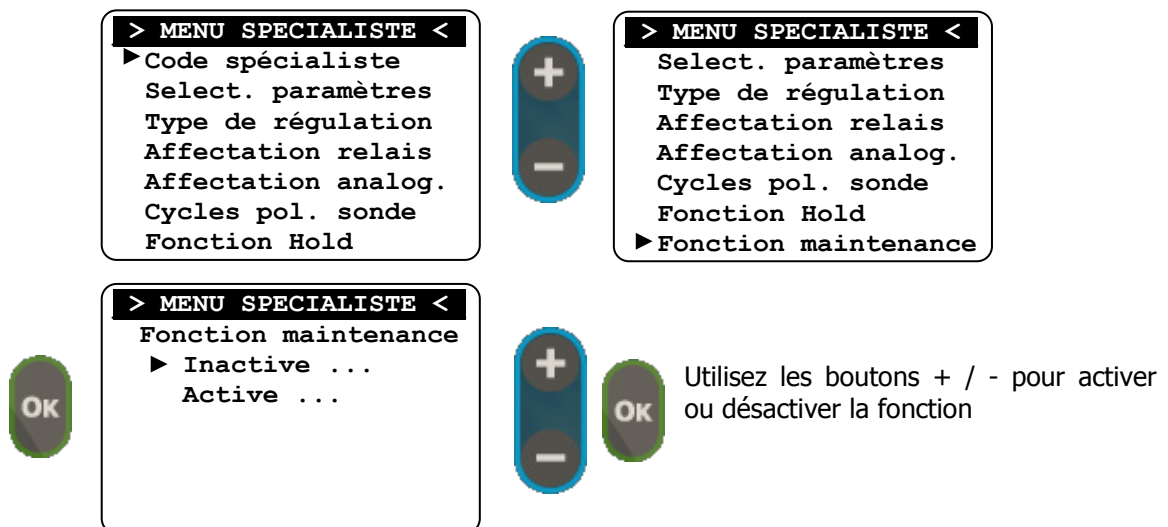 > MENU SPECIALISTE <
►Code spécialiste
Select. paramètres
Type de régulation
Affectation relais
Affectation analog.
Cycles pol. sonde
Fonction Hold
+
−
> MENU SPECIALISTE <
Select. paramètres
Type de régulation
Affectation relais
Affectation analog.
Cycles pol. sonde
Fonction Hold
►Fonction maintenance
OK
> MENU SPECIALISTE <
Fonction maintenance
► Inactive ...
Active ...
+
−
OK
Utilisez les boutons + / - pour activer
ou désactiver la fonction